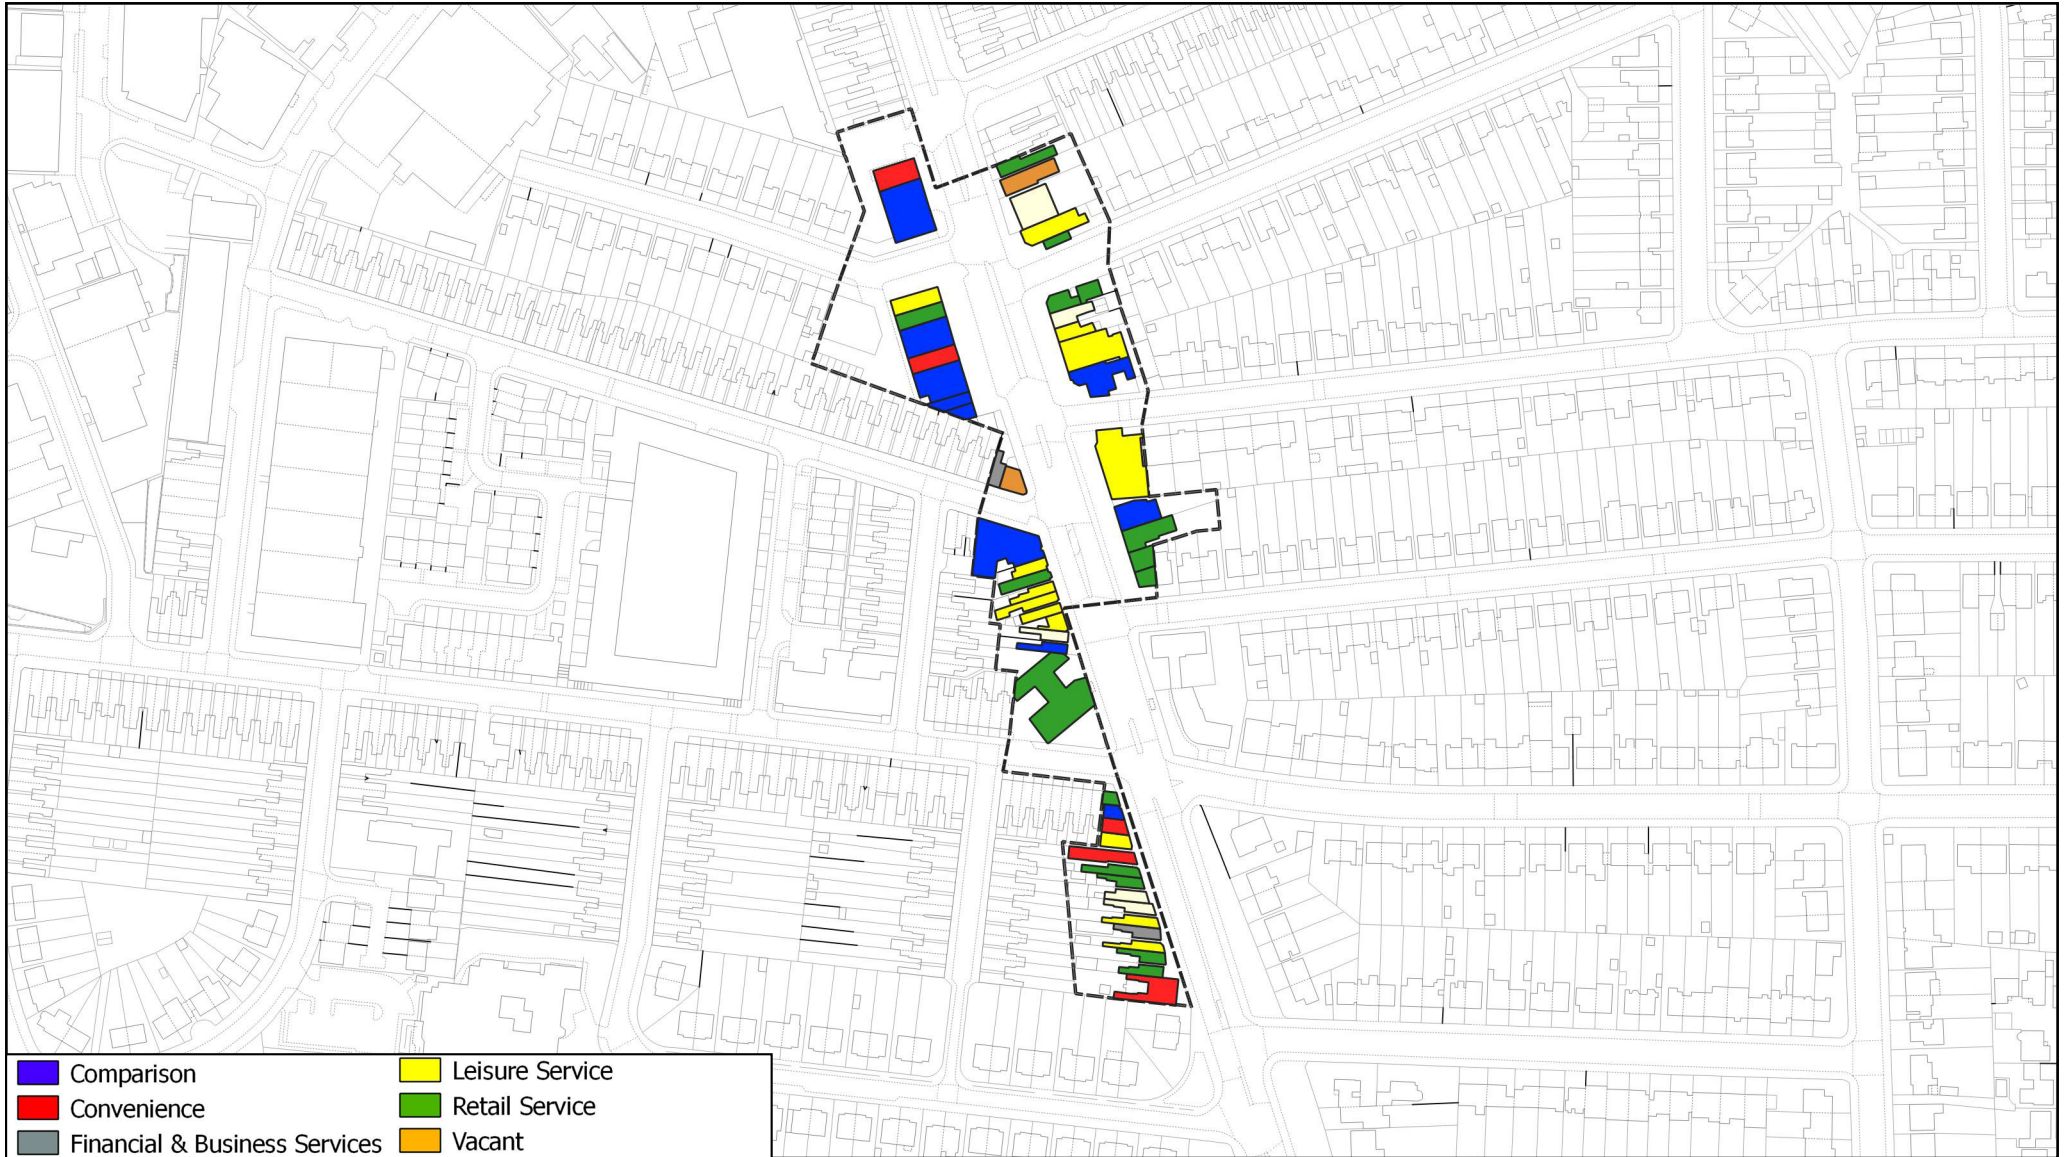 Comparison
Convenience
Financial & Business Services
Leisure Service
Retail Service
Vacant